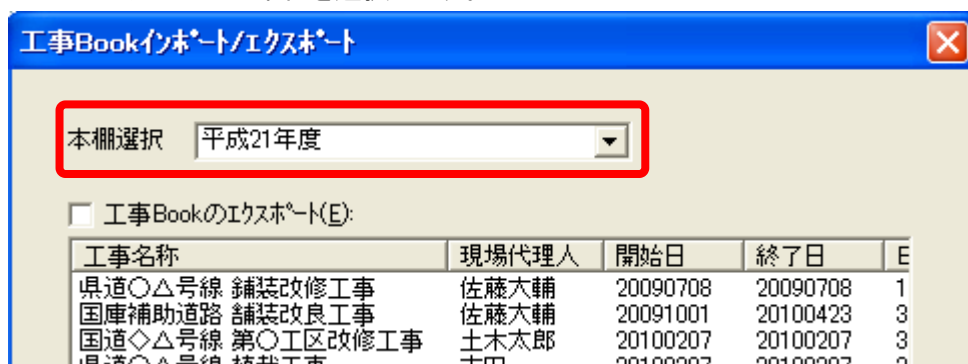 工事Bookｲﾝﾎﾟｰﾄ/ｴｸｽﾎﾟｰﾄ
本棚選択 平成21年度
工事Bookのｴｸｽﾎﾟｰﾄ(E):
工事名称 現場代理人 開始日 終了日 E
県道○△号線 舗装改修工事 佐藤大輔 20090708 20090708 1
国庫補助道路 舗装改良工事 佐藤大輔 20091001 20100423 3
国道◇△号線 第○工区改修工事 土木太郎 20100207 20100207 3